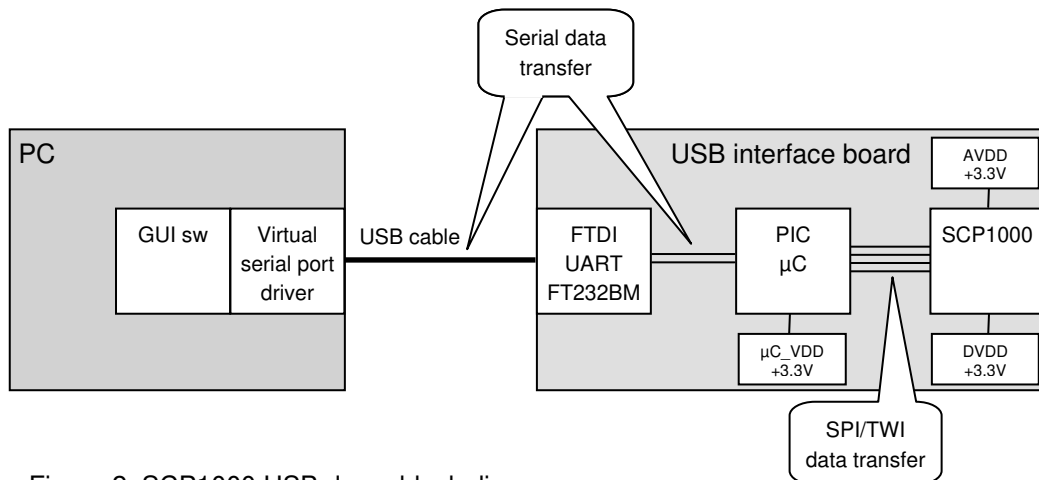 Serial data
transfer
PC
USB interface board
AVDD
+3.3V
GUI sw
Virtual
serial port
driver
USB cable
FTDI
UART
FT232BM
PIC
µC
SCP1000
µC_VDD
+3.3V
DVDD
+3.3V
SPI/TWI
data transfer